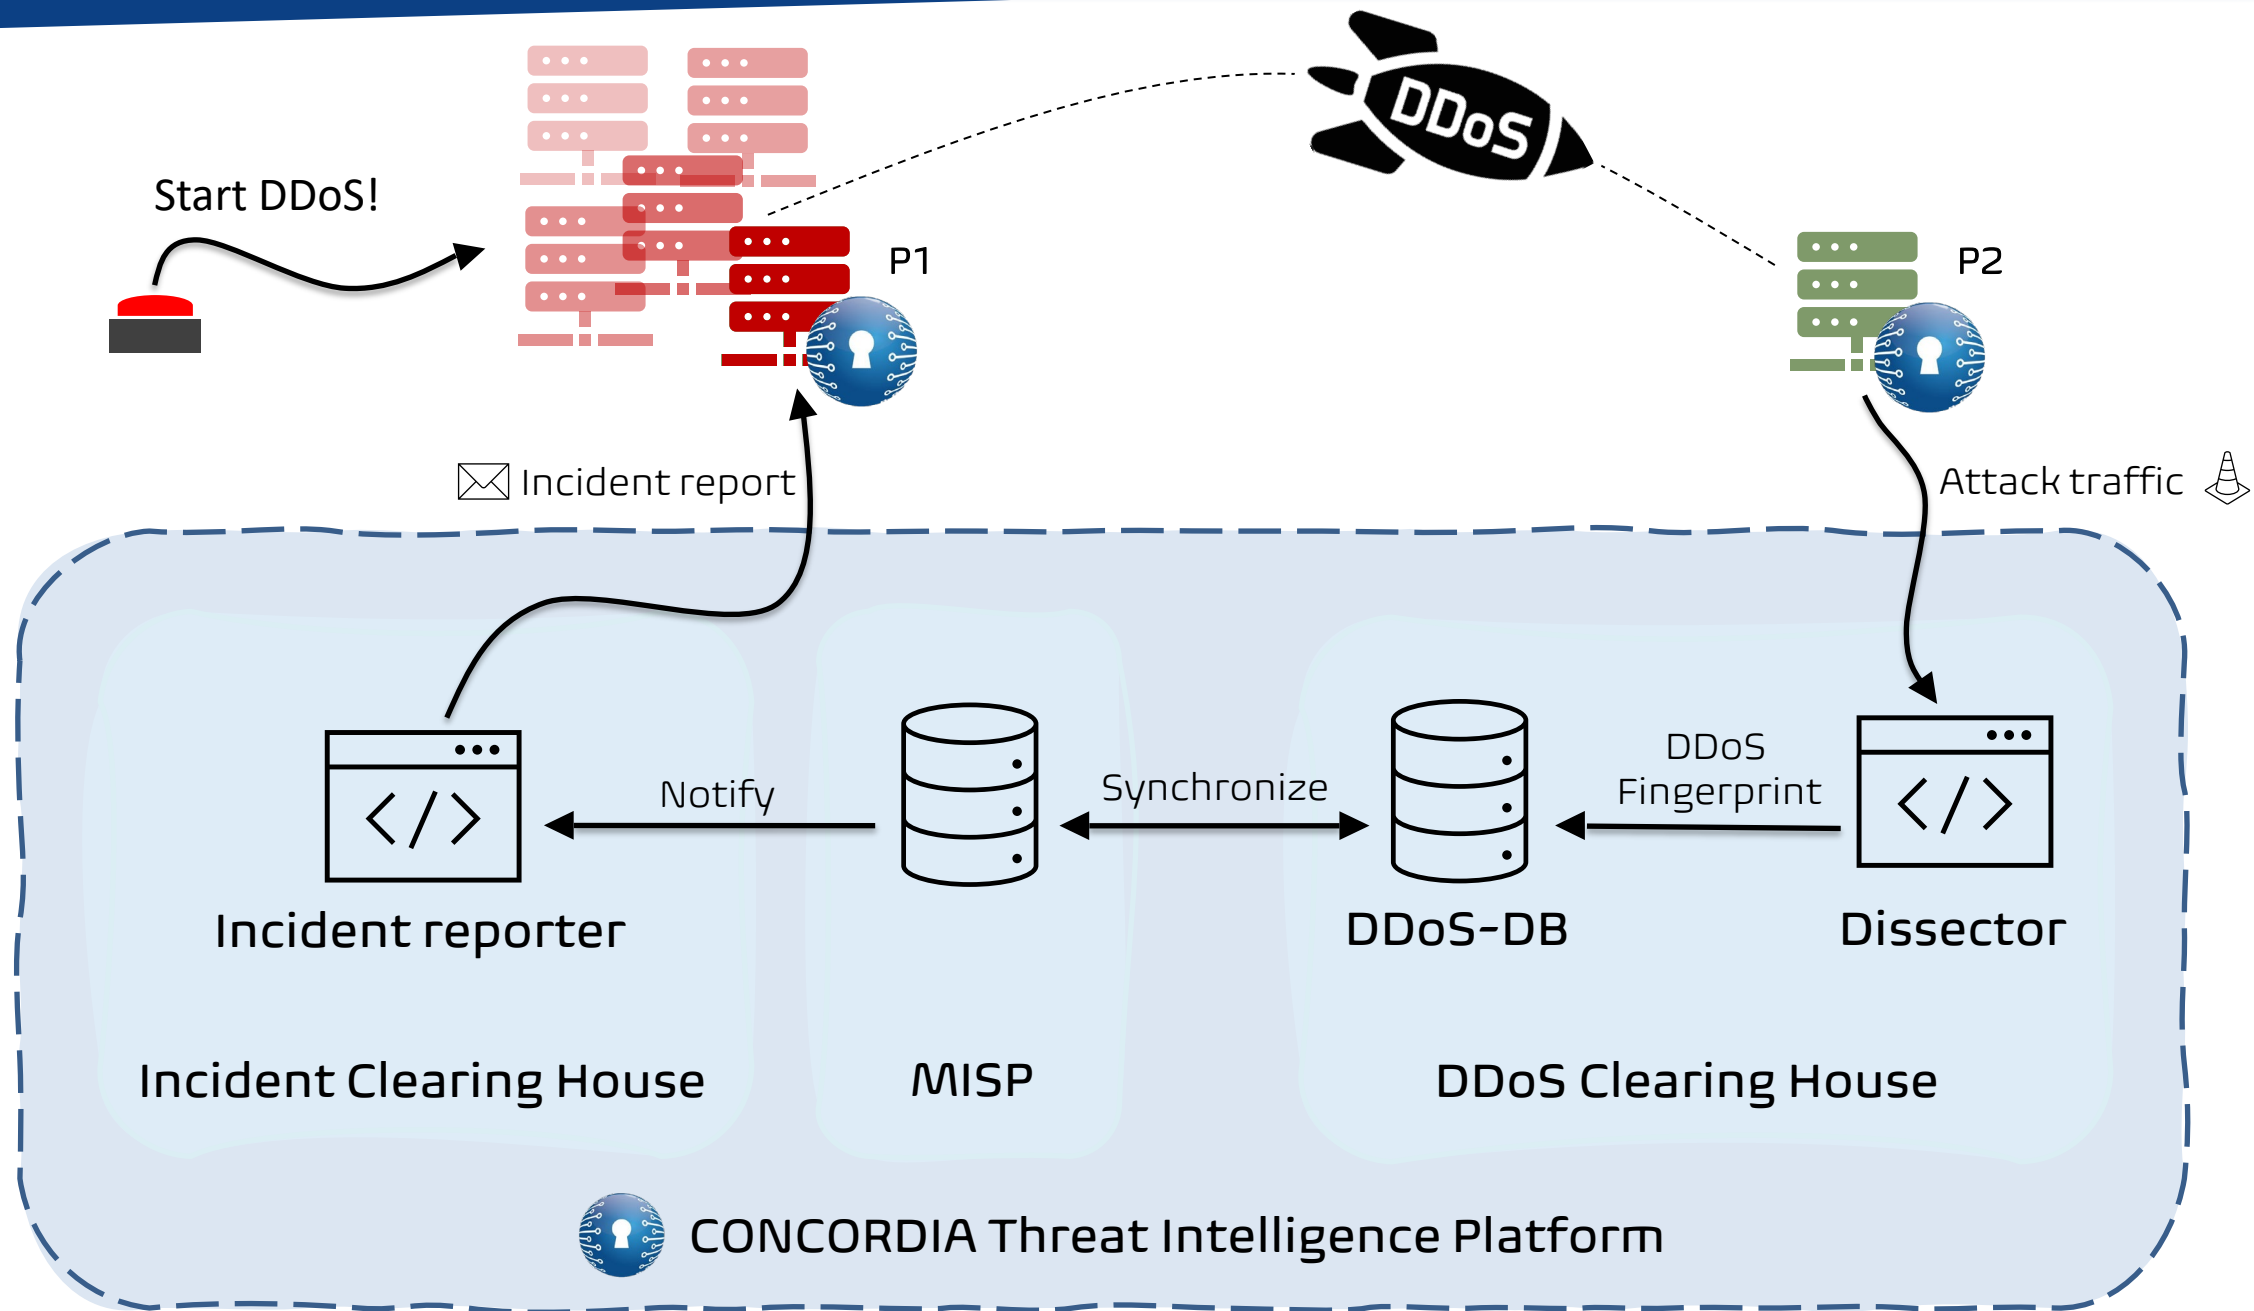 DDoS
Start DDoS!
P1
P2
Incident report
Attack traffic
Notify
Synchronize
DDoS
Fingerprint
Incident reporter
DDoS-DB
Dissector
Incident Clearing House
MISP
DDoS Clearing House
CONCORDIA Threat Intelligence Platform